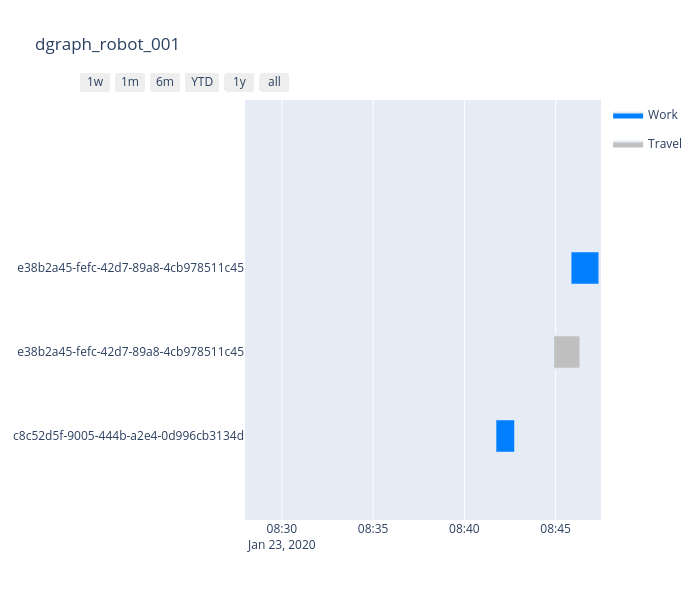 dgraph_robot_001
1w 1m 6m YTD 1y all
Work
Travel
e38b2a45-fefc-42d7-89a8-4cb978511c45
e38b2a45-fefc-42d7-89a8-4cb978511c45
c8c52d5f-9005-444b-a2e4-0d996cb3134d
08:30 08:35 08:40 08:45
Jan 23, 2020